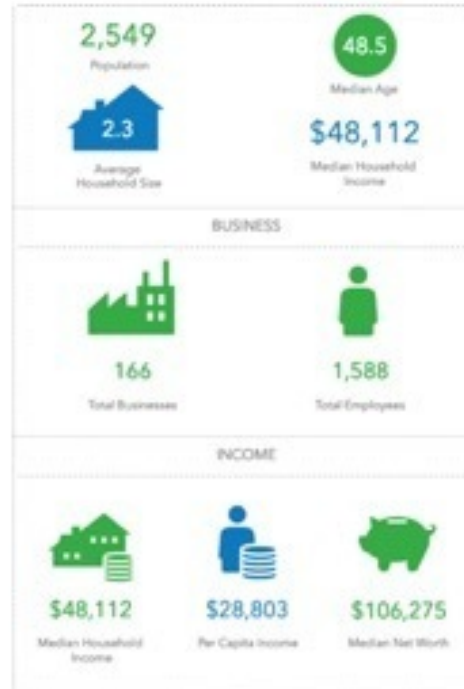 2,549
Population
48.5
Median Age
2.3
Average
Household Size
$48,112
Median Household
Income
BUSINESS
166
Total Businesses
1,588
Total Employees
INCOME
$48,112
Median Household
Income
$28,803
Per Capita Income
$106,275
Median Net Worth